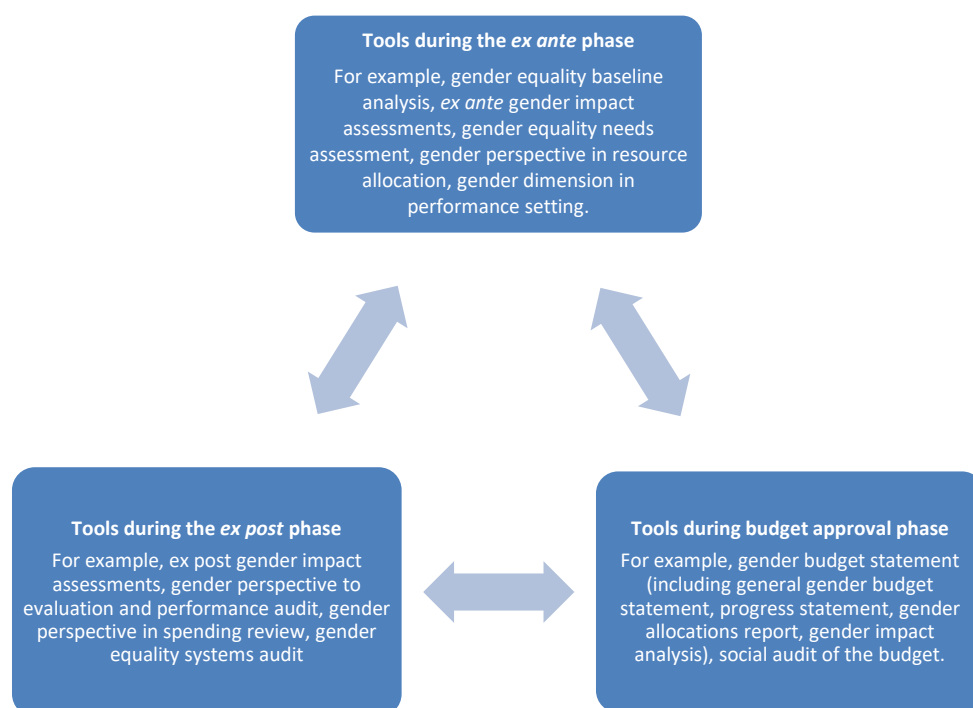 Tools during the ex ante phase
For example, gender equality baseline
analysis, ex ante gender impact
assessments, gender equality needs
assessment, gender perspective in resource
allocation, gender dimension in
performance setting.
Tools during the ex post phase
For example, ex post gender impact
assessments, gender perspective to
evaluation and performance audit, gender
perspective in spending review, gender
equality systems audit
Tools during budget approval phase
For example, gender budget statement
(including general gender budget
statement, progress statement, gender
allocations report, gender impact
analysis), social audit of the budget.